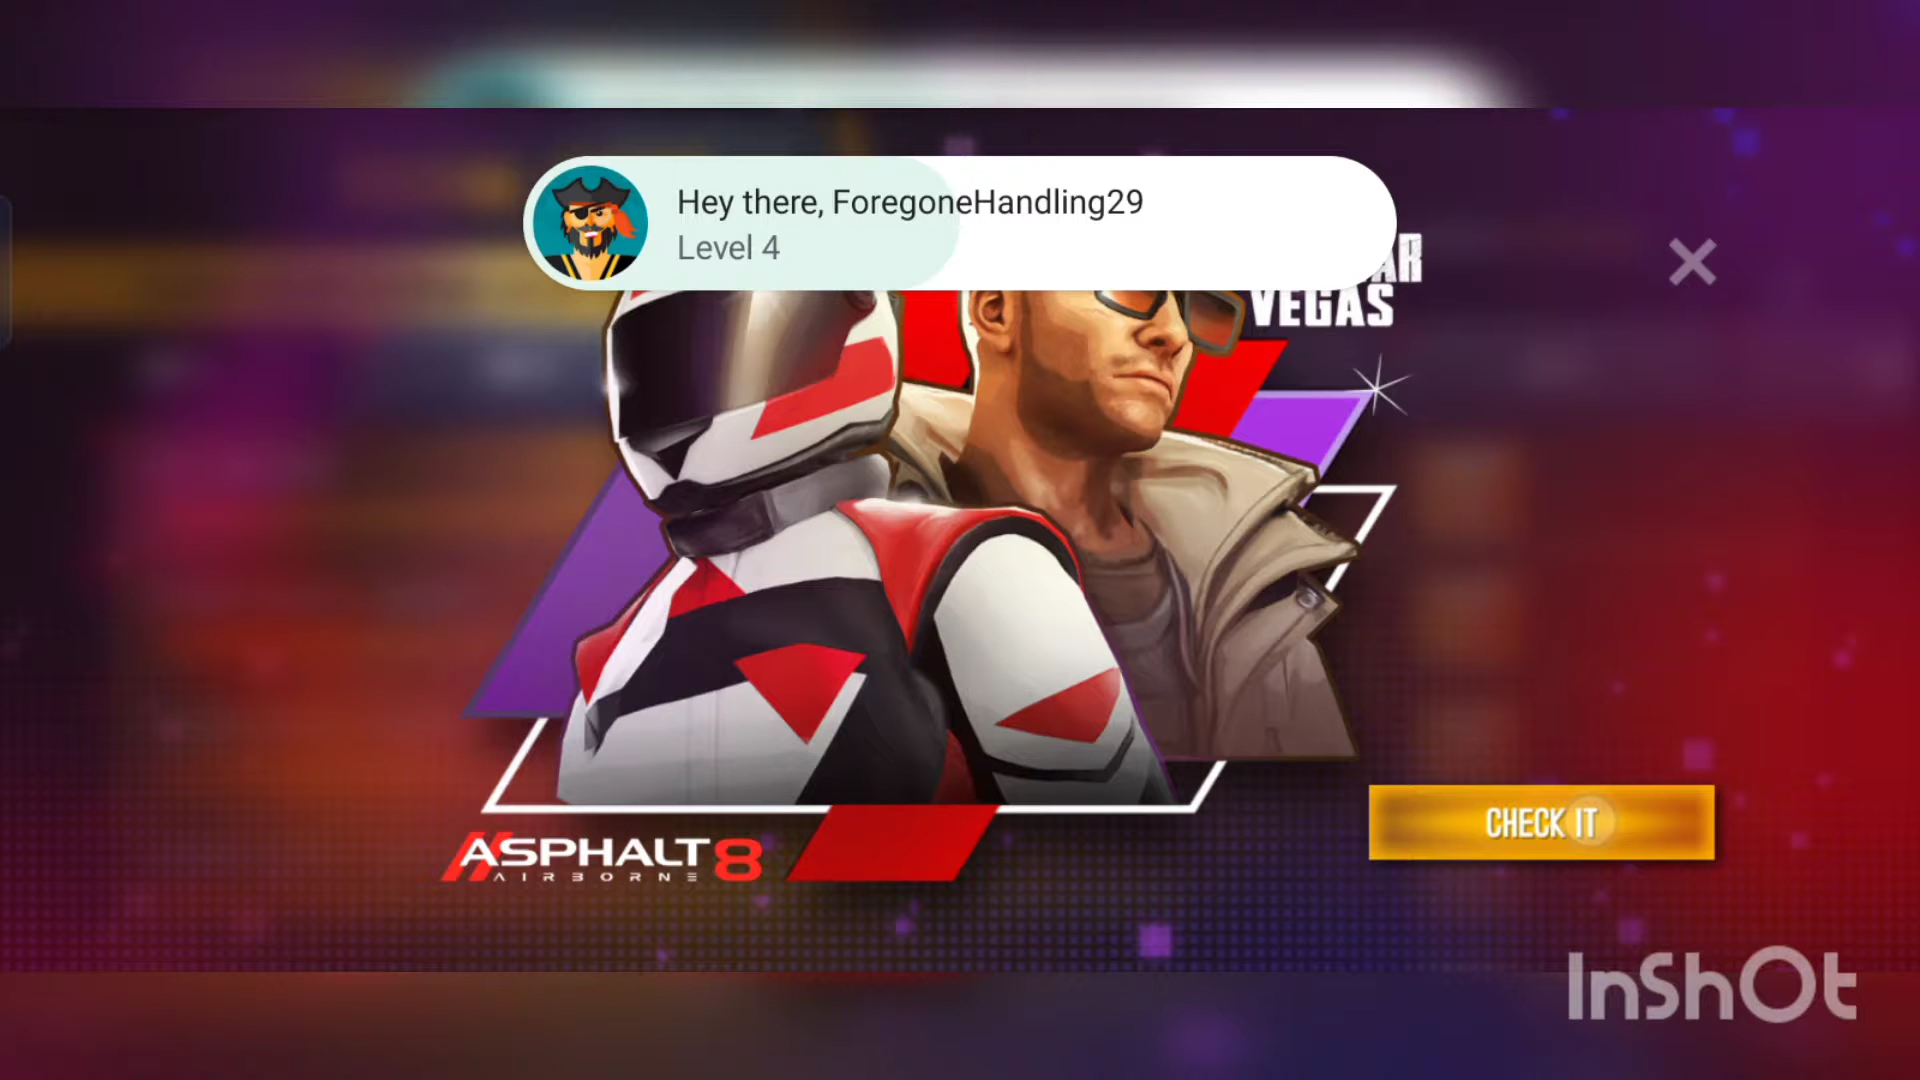 Hey there, ForegoneHandling29
Level 4
VEGAS
CHECK IT
ASPHALT 8
AIRBORNE
InShOt